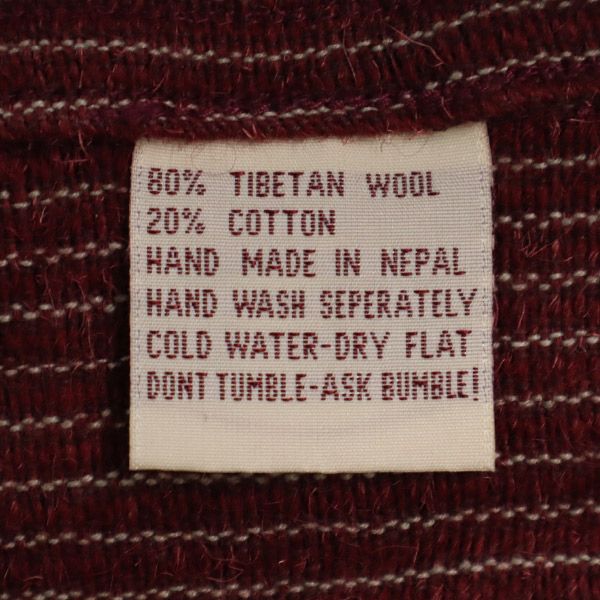 80% TIBETAN WOOL
20% COTTON
HAND MADE IN NEPAL
HAND WASH SEPERATELY
COLD WATER-DRY FLAT
DONT TUMBLE-ASK BUMBLE!